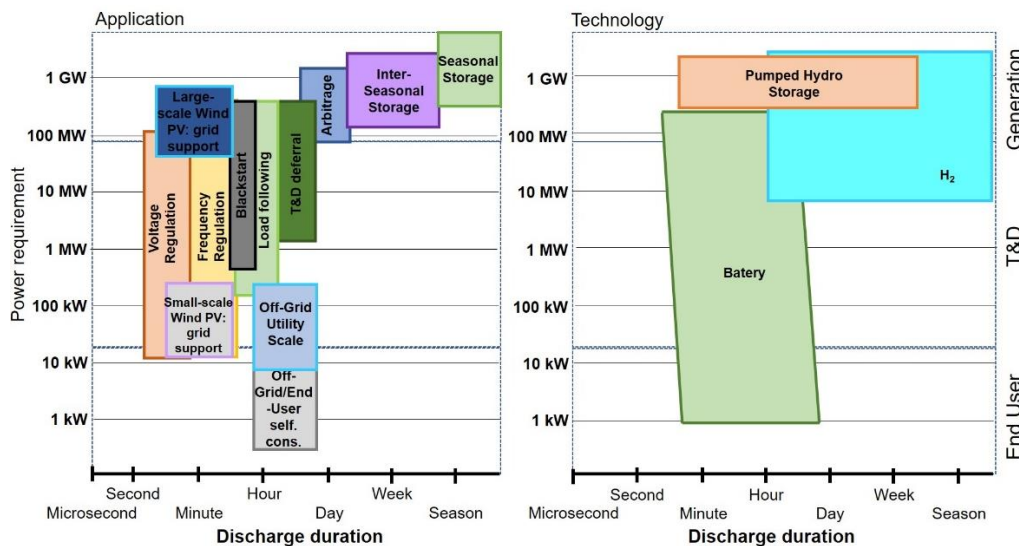 Application
Power requirement
1 GW
100 MW
10 MW
1 MW
100 kW
10 kW
1 kW
Large-
scale Wind
PV: grid
support
Voltage
Regulation
Frequency
Regulation
Blackstart
Load following
T&D deferral
Arbitrage
Inter-
Seasonal
Storage
Seasonal
Storage
Small-scale
Wind PV:
grid
support
Off-Grid
Utility
Scale
Off-
Grid/End
-User
self.
cons.
Microsecond
Second
Minute
Hour
Day
Week
Season
Discharge duration
Technology
1 GW
100 MW
10 MW
1 MW
100 kW
10 kW
1 kW
Pumped Hydro
Storage
H₂
Batery
Generation
T&D
End User
Microsecond
Second
Minute
Hour
Day
Week
Season
Discharge duration